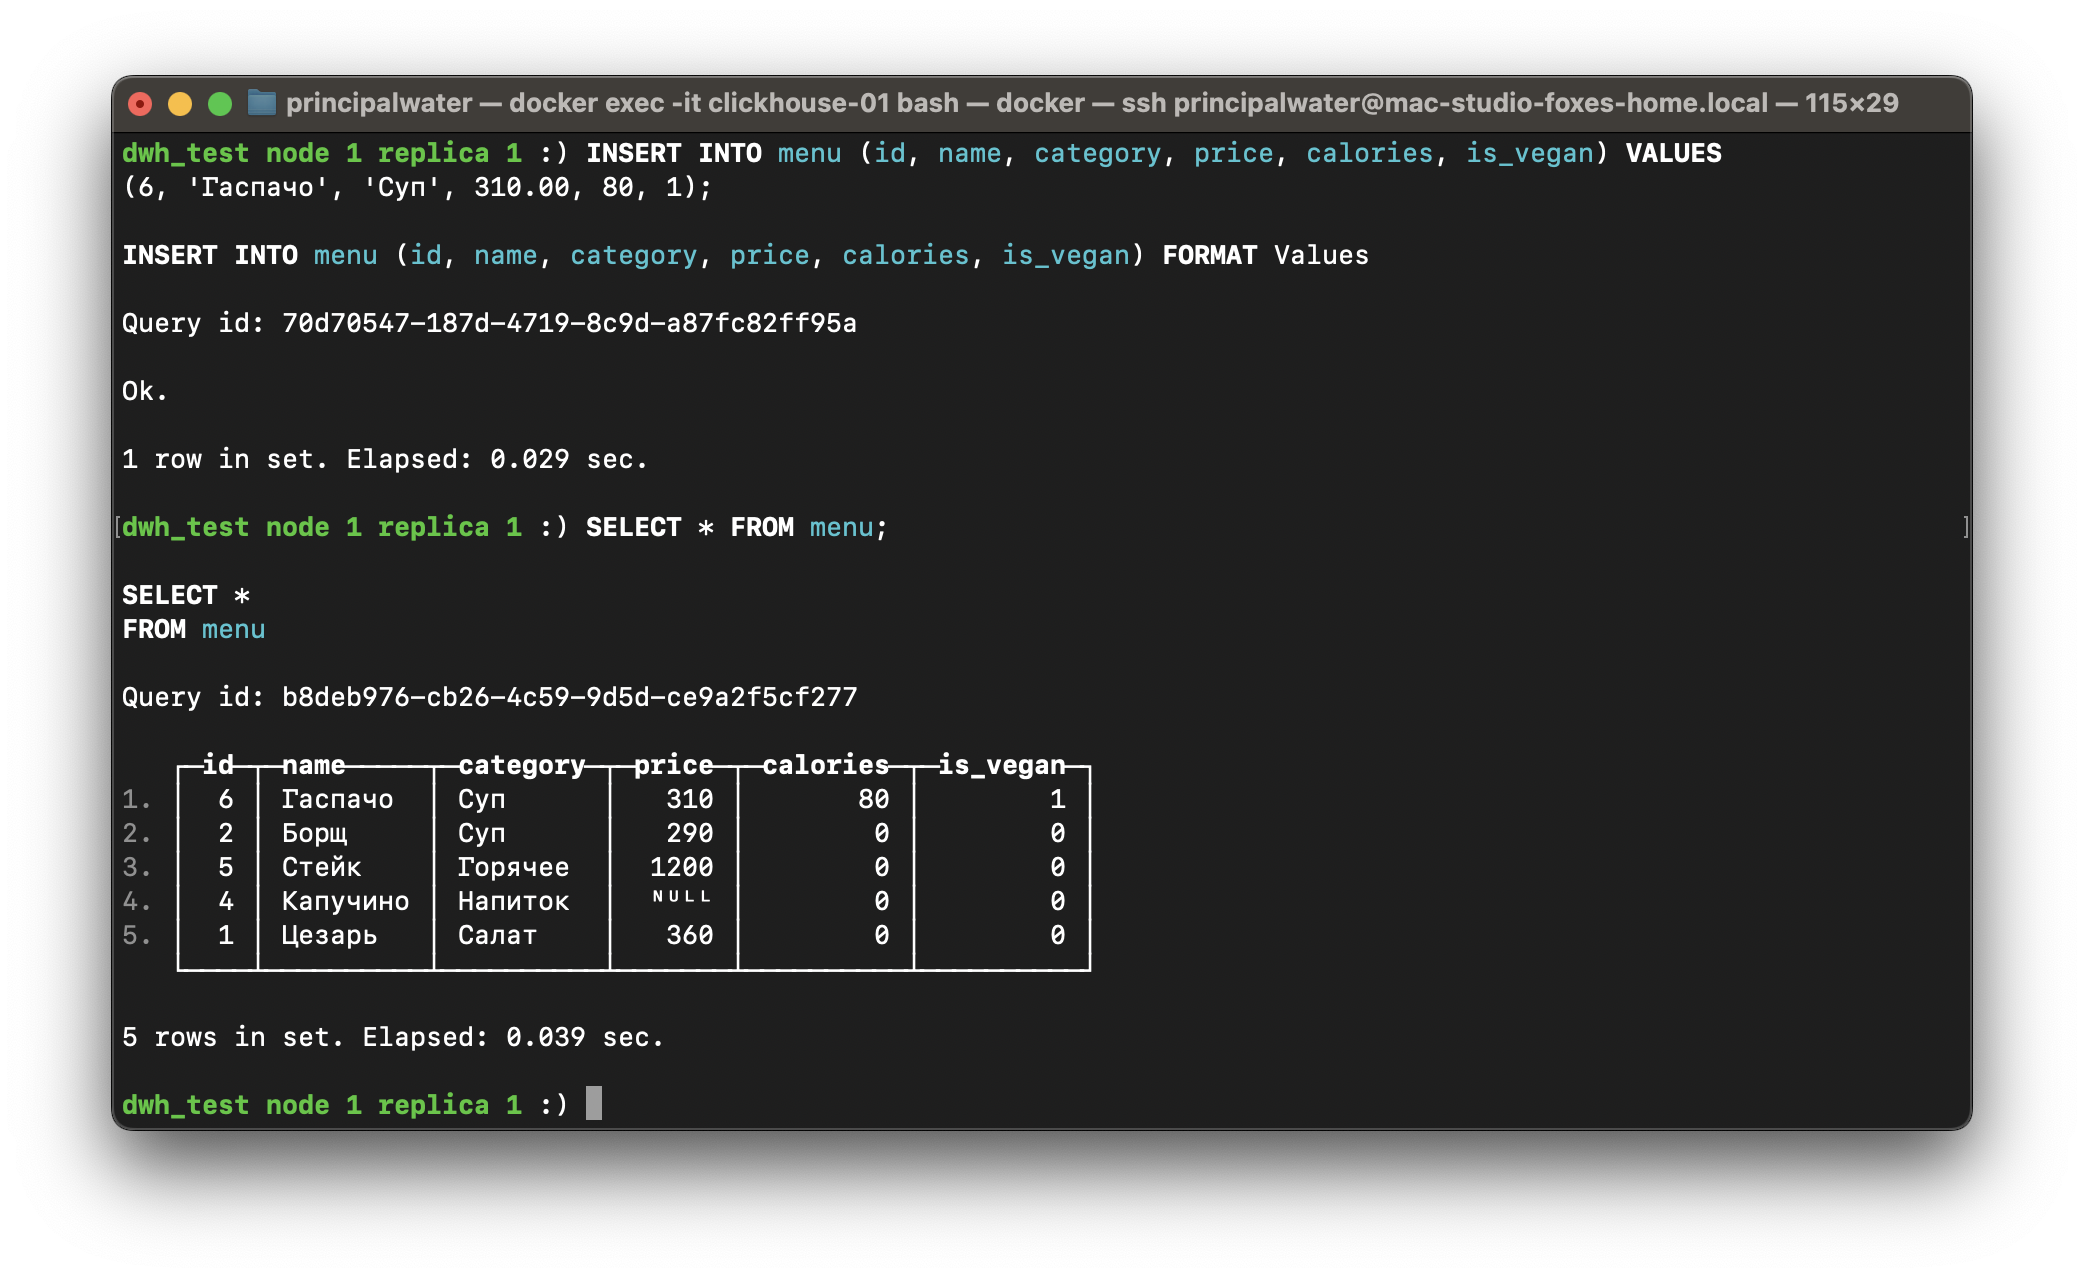 principalwater — docker exec -it clickhouse-01 bash — docker — ssh principalwater@mac-studio-foxes-home.local — 115×29
dwh_test node 1 replica 1 :) INSERT INTO menu (id, name, category, price, calories, is_vegan) VALUES
(6, 'Гаспачо', 'Суп', 310.00, 80, 1);
INSERT INTO menu (id, name, category, price, calories, is_vegan) FORMAT Values
Query id: 70d70547-187d-4719-8c9d-a87fc82ff95a
Ok.
1 row in set. Elapsed: 0.029 sec.
[dwh_test node 1 replica 1 :) SELECT * FROM menu; ]
SELECT *
FROM menu
Query id: b8deb976-cb26-4c59-9d5d-ce9a2f5cf277
┌─id─┬─name─────┬─category─┬─price─┬─calories─┬─is_vegan─┐
1. │ 6 │ Гаспачо │ Суп │ 310 │ 80 │ 1 │
2. │ 2 │ Борщ │ Суп │ 290 │ 0 │ 0 │
3. │ 5 │ Стейк │ Горячее │ 1200 │ 0 │ 0 │
4. │ 4 │ Капучино │ Напиток │ ᴺᵁᴸᴸ │ 0 │ 0 │
5. │ 1 │ Цезарь │ Салат │ 360 │ 0 │ 0 │
└────┴──────────┴──────────┴───────┴──────────┴──────────┘
5 rows in set. Elapsed: 0.039 sec.
dwh_test node 1 replica 1 :)